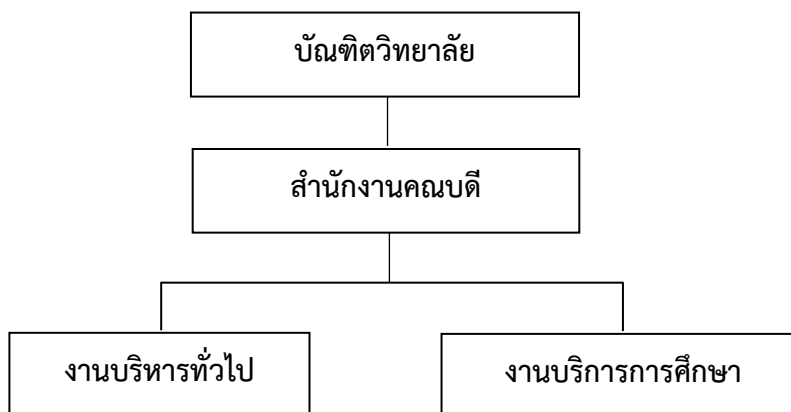 บัณฑิตวิทยาลัย
สำนักงานคณบดี
งานบริหารทั่วไป
งานบริการการศึกษา